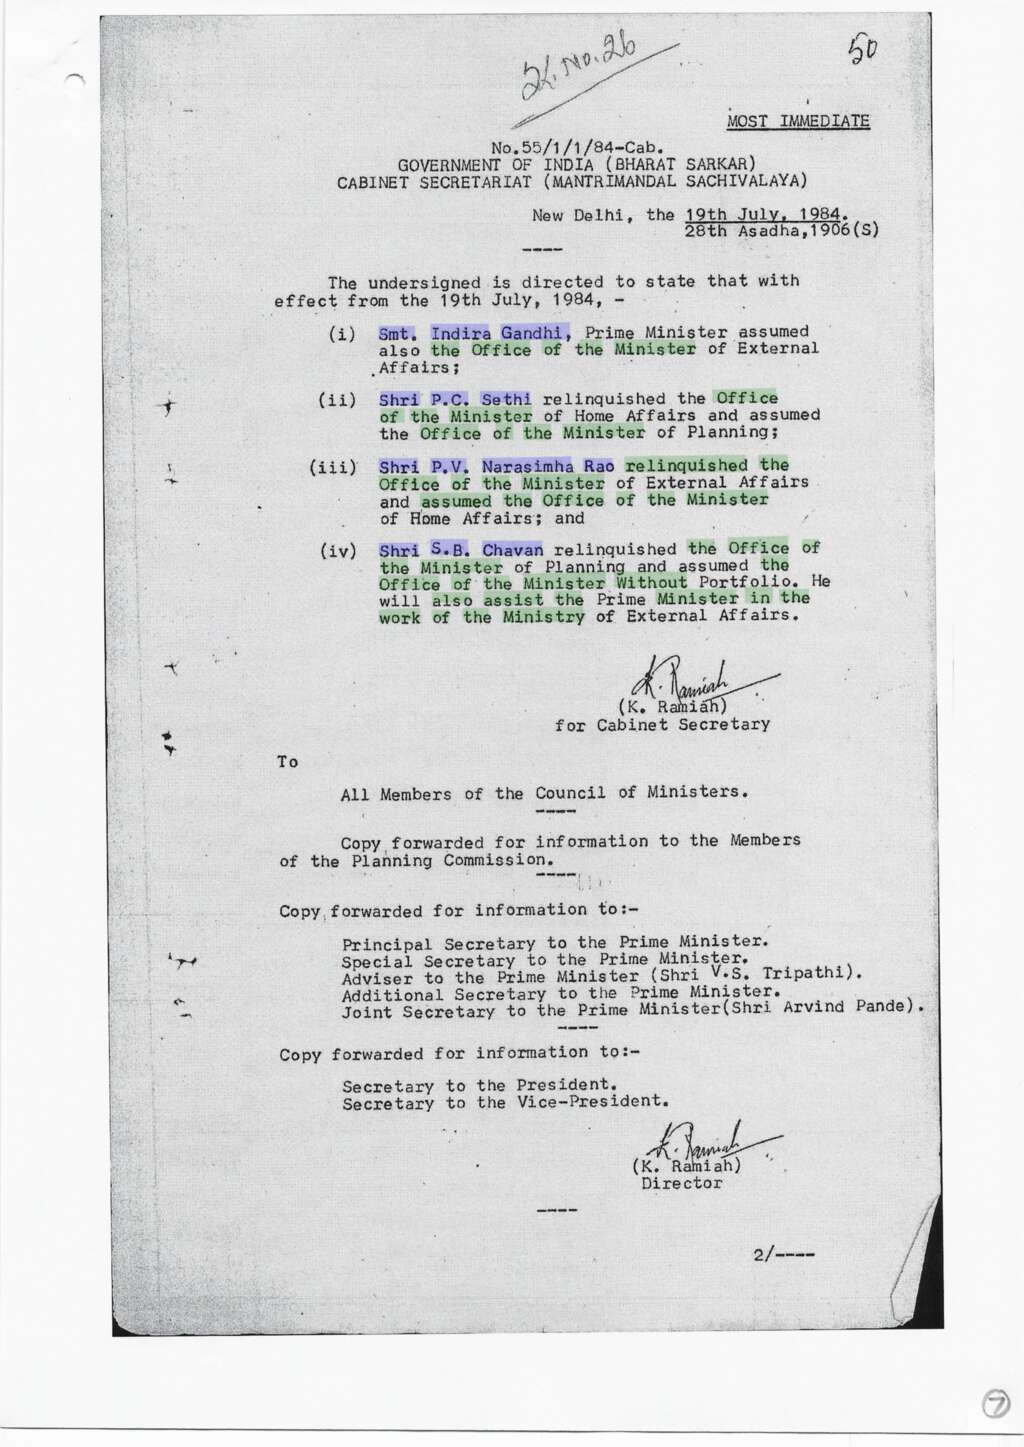 Sl. No. 26
50
MOST IMMEDIATE
No.55/1/1/84-Cab.
GOVERNMENT OF INDIA (BHARAT SARKAR)
CABINET SECRETARIAT (MANTRIMANDAL SACHIVALAYA)
New Delhi, the 19th July, 1984.
28th Asadha,1906(S)
----
The undersigned is directed to state that with
effect from the 19th July, 1984, -
(i) Smt. Indira Gandhi, Prime Minister assumed
also the Office of the Minister of External
Affairs;
(ii) Shri P.C. Sethi relinquished the Office
of the Minister of Home Affairs and assumed
the Office of the Minister of Planning;
(iii) Shri P.V. Narasimha Rao relinquished the
Office of the Minister of External Affairs
and assumed the Office of the Minister
of Home Affairs; and
(iv) Shri S.B. Chavan relinquished the Office of
the Minister of Planning and assumed the
Office of the Minister Without Portfolio. He
will also assist the Prime Minister in the
work of the Ministry of External Affairs.
K. Ramiah
(K. Ramiah)
for Cabinet Secretary
To
All Members of the Council of Ministers.
----
Copy forwarded for information to the Members
of the Planning Commission.
----
Copy forwarded for information to:-
Principal Secretary to the Prime Minister.
Special Secretary to the Prime Minister.
Adviser to the Prime Minister (Shri V.S. Tripathi).
Additional Secretary to the Prime Minister.
Joint Secretary to the Prime Minister(Shri Arvind Pande).
----
Copy forwarded for information to:-
Secretary to the President.
Secretary to the Vice-President.
K. Ramiah
(K. Ramiah)
Director
----
2/----
7